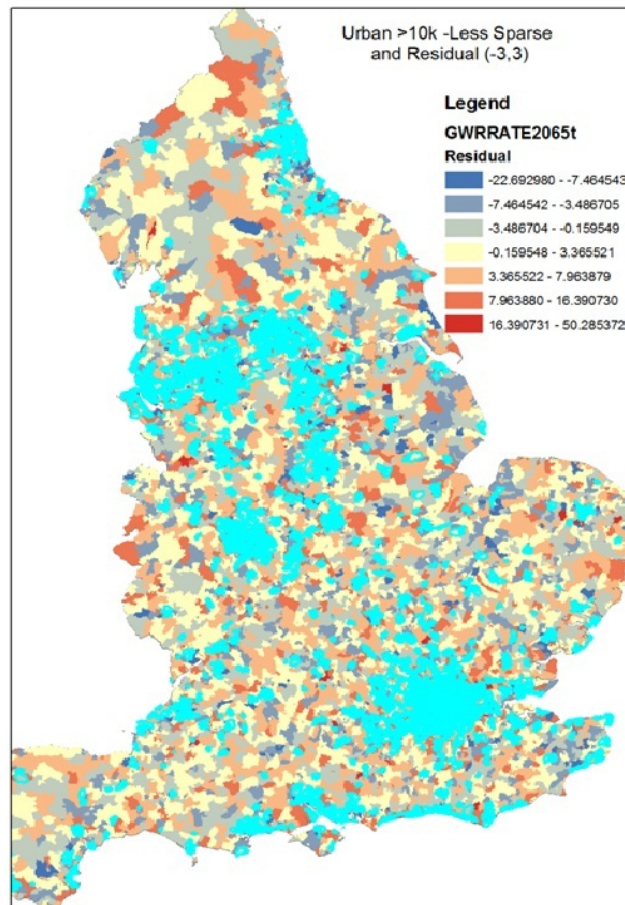 Urban >10k -Less Sparse
and Residual (-3,3)
Legend
GWRRATE2065t
Residual
-22.692980 - -7.464543
-7.464542 - -3.486705
-3.486704 - -0.159549
-0.159548 - 3.365521
3.365522 - 7.963879
7.963880 - 16.390730
16.390731 - 50.285372